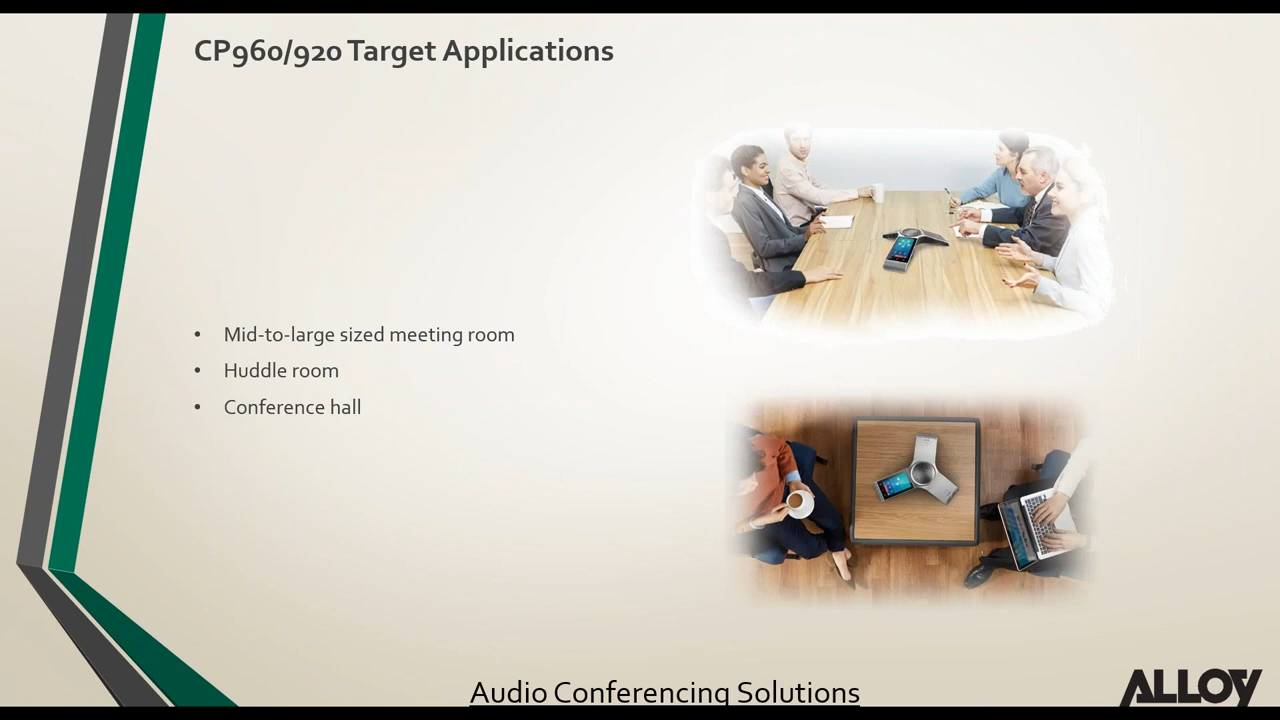 CP960/920 Target Applications
• Mid-to-large sized meeting room
• Huddle room
• Conference hall
Audio Conferencing Solutions
ALLOY